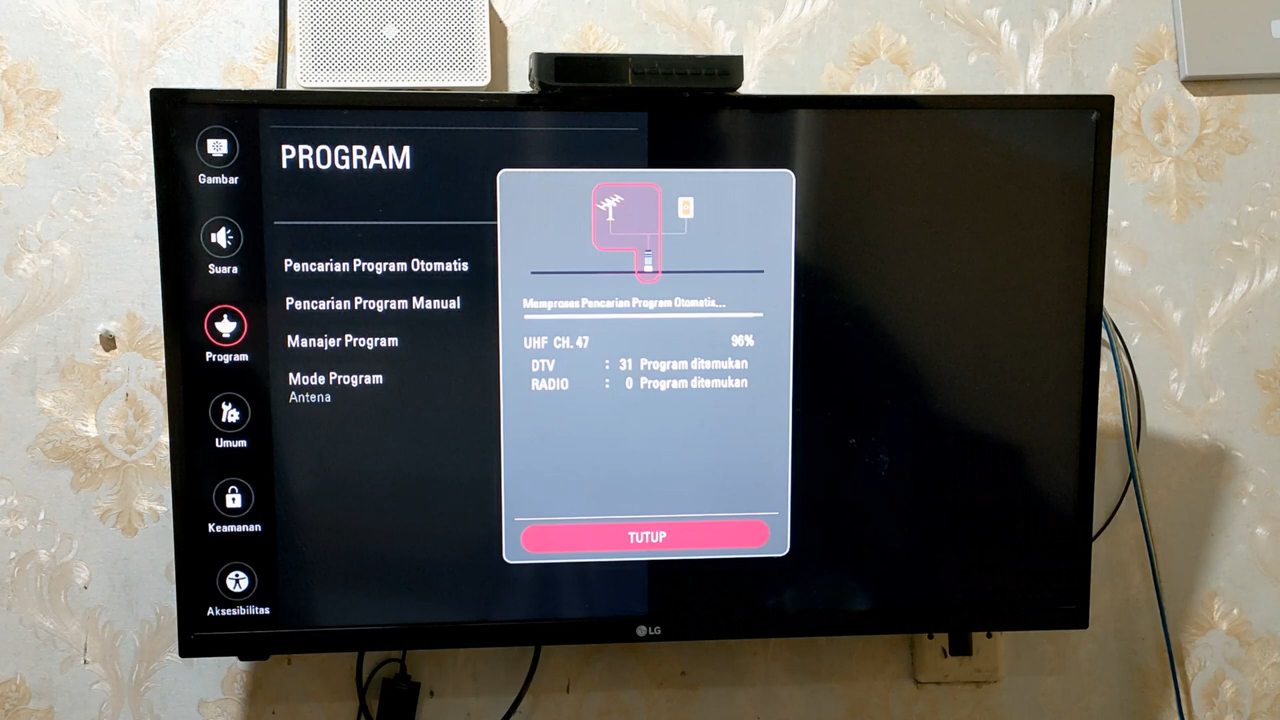 PROGRAM
Gambar
Suara
Program
Umum
Keamanan
Aksesibilitas
Pencarian Program Otomatis
Pencarian Program Manual
Manajer Program
Mode Program
Antena
Memproses Pencarian Program Otomatis...
UHF CH. 47 96%
DTV : 31 Program ditemukan
RADIO : 0 Program ditemukan
TUTUP
LG